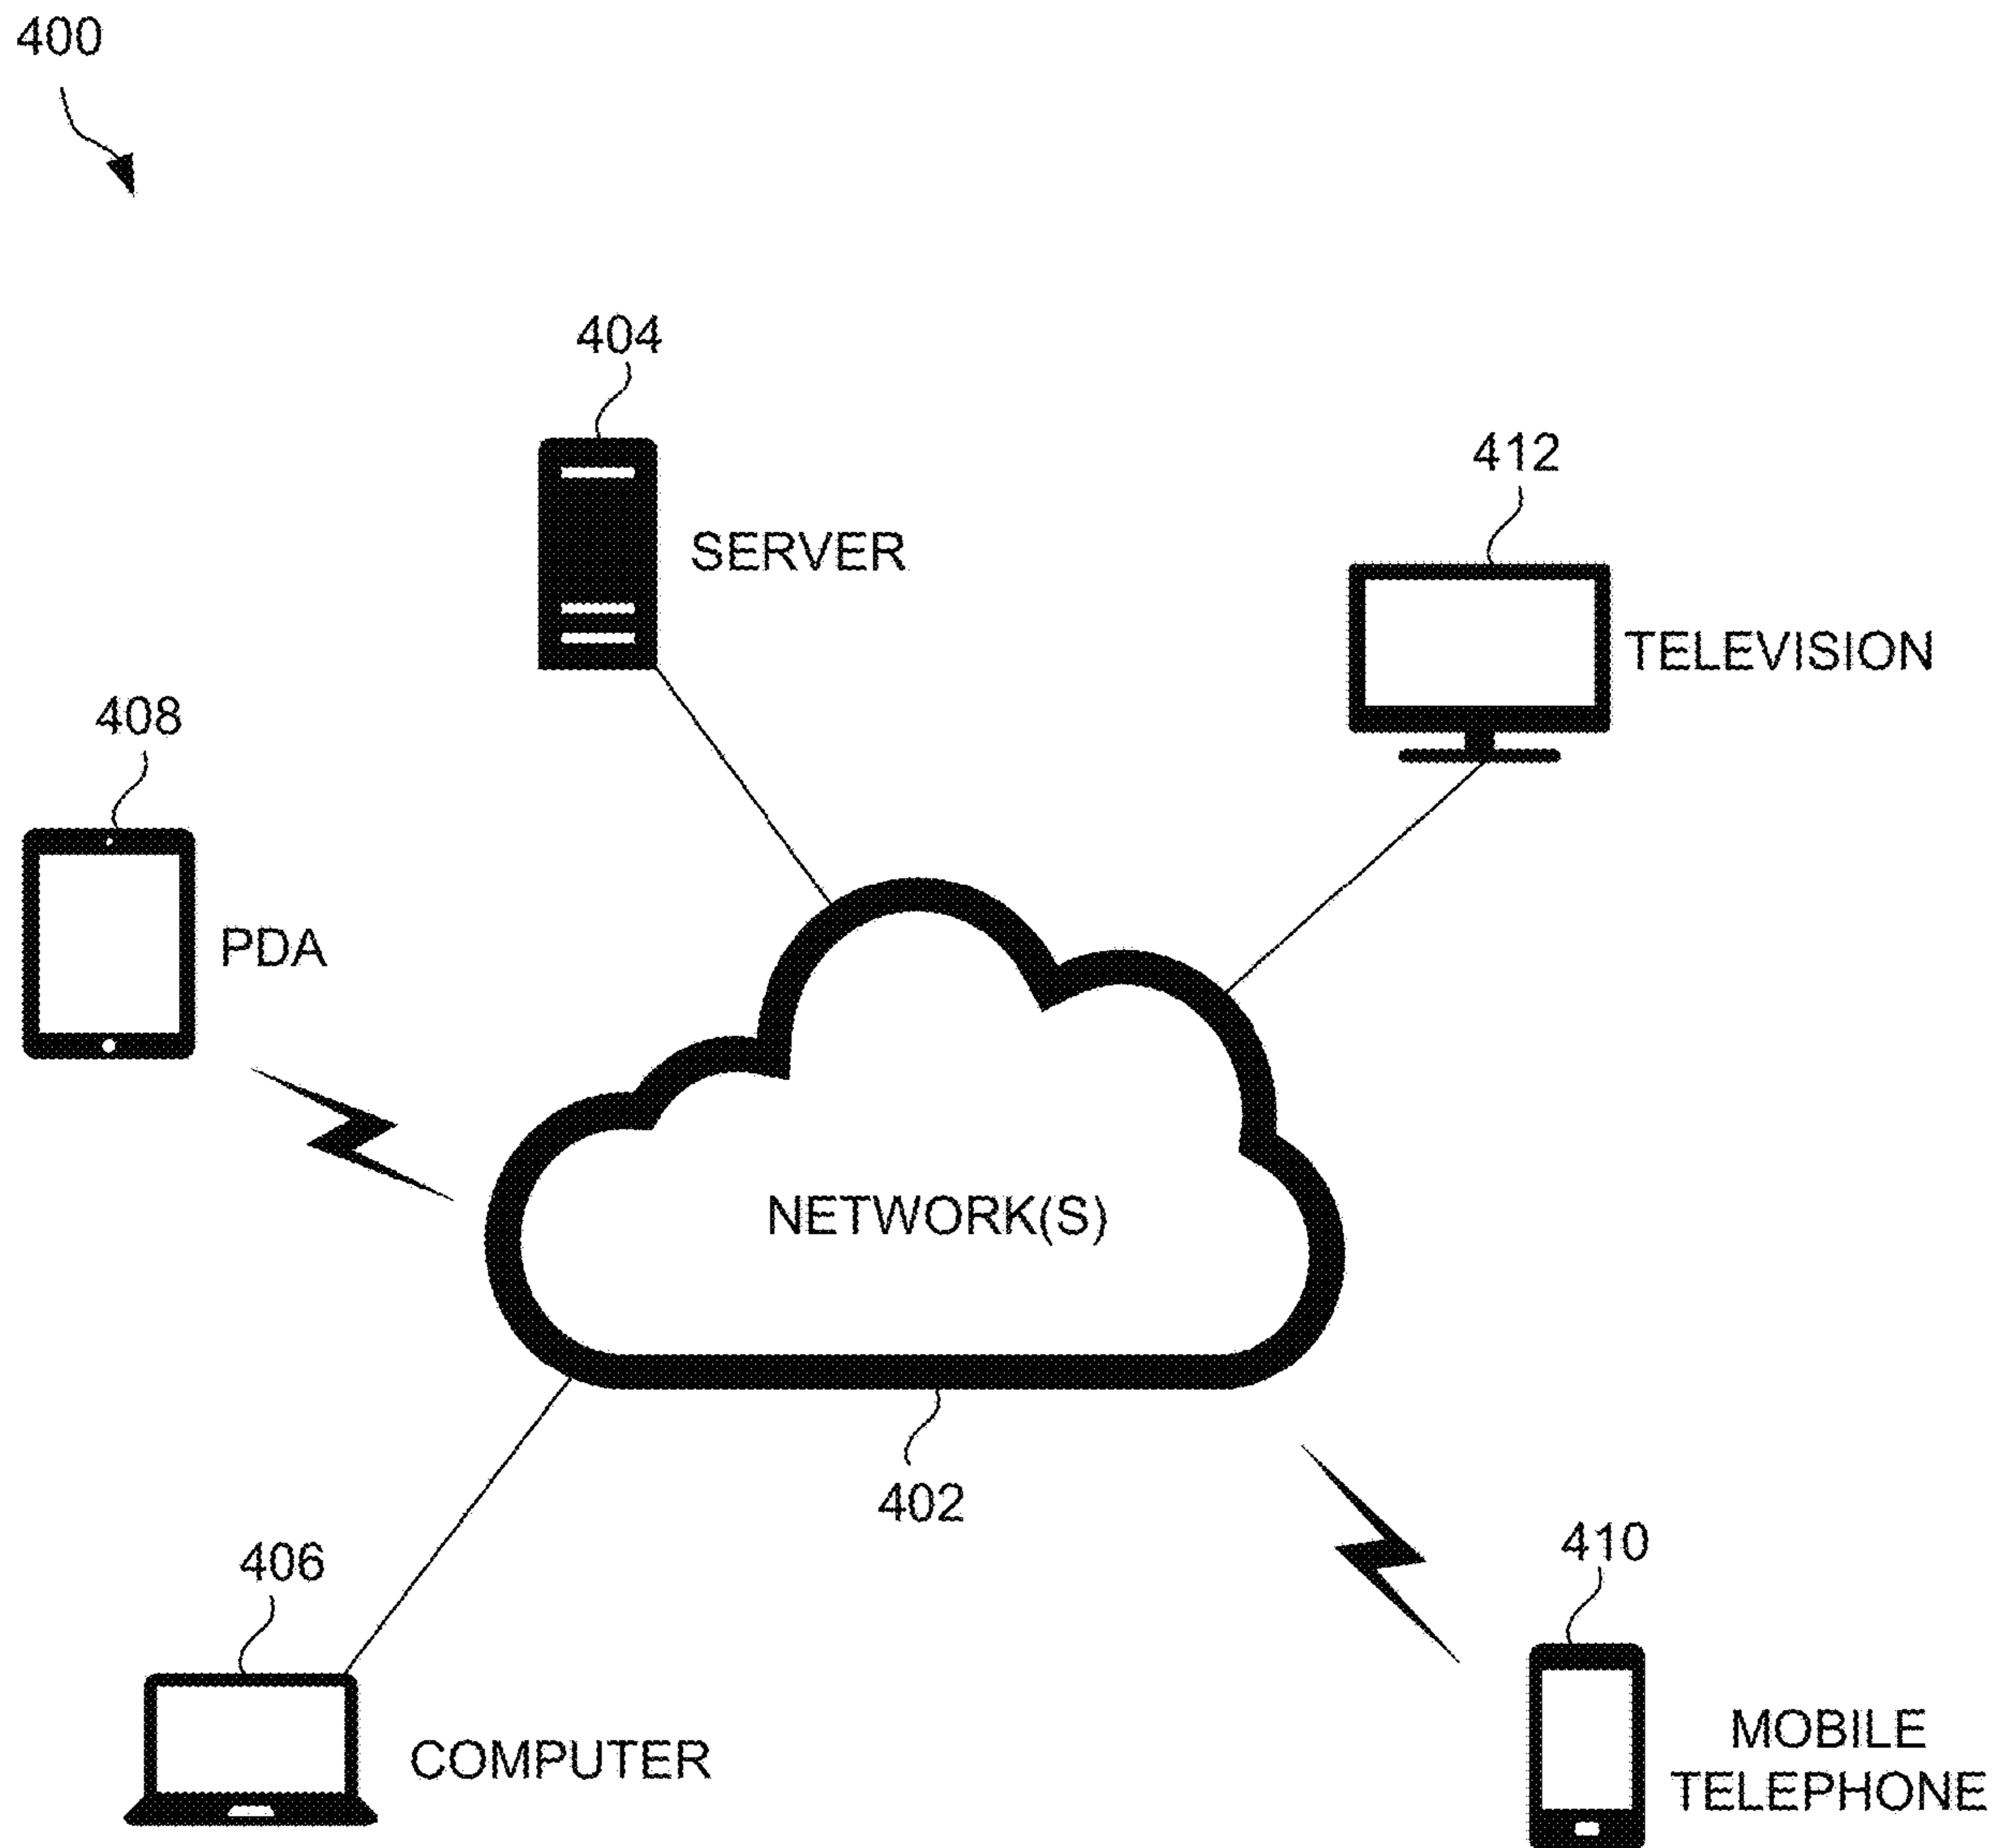 400
404
SERVER
412
TELEVISION
408
PDA
NETWORK(S)
402
406
COMPUTER
410
MOBILE
TELEPHONE